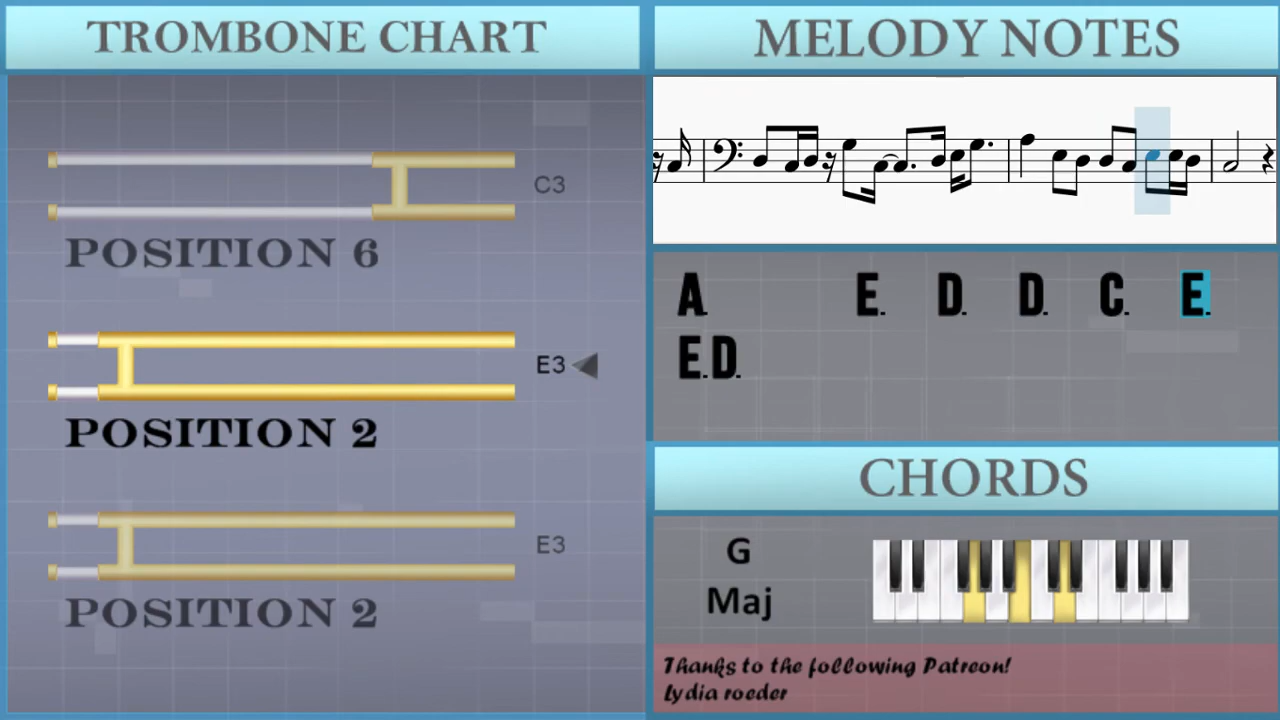 TROMBONE CHART
C3
POSITION 6
E3
POSITION 2
E3
POSITION 2
MELODY NOTES
A. E. D. D. C. E.
E.D.
CHORDS
G
Maj
Thanks to the following Patreon!
Lydia roeder